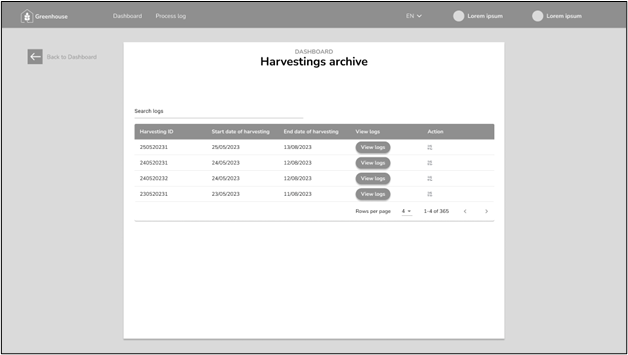 Greenhouse Dashboard Process log EN Lorem ipsum Lorem ipsum
Back to Dashboard
DASHBOARD
Harvestings archive
Search logs
Harvesting ID Start date of harvesting End date of harvesting View logs Action
250520231 25/05/2023 13/08/2023 View logs
240520231 24/05/2023 12/08/2023 View logs
240520232 24/05/2023 12/08/2023 View logs
230520231 23/05/2023 11/08/2023 View logs
Rows per page 4 1-4 of 365